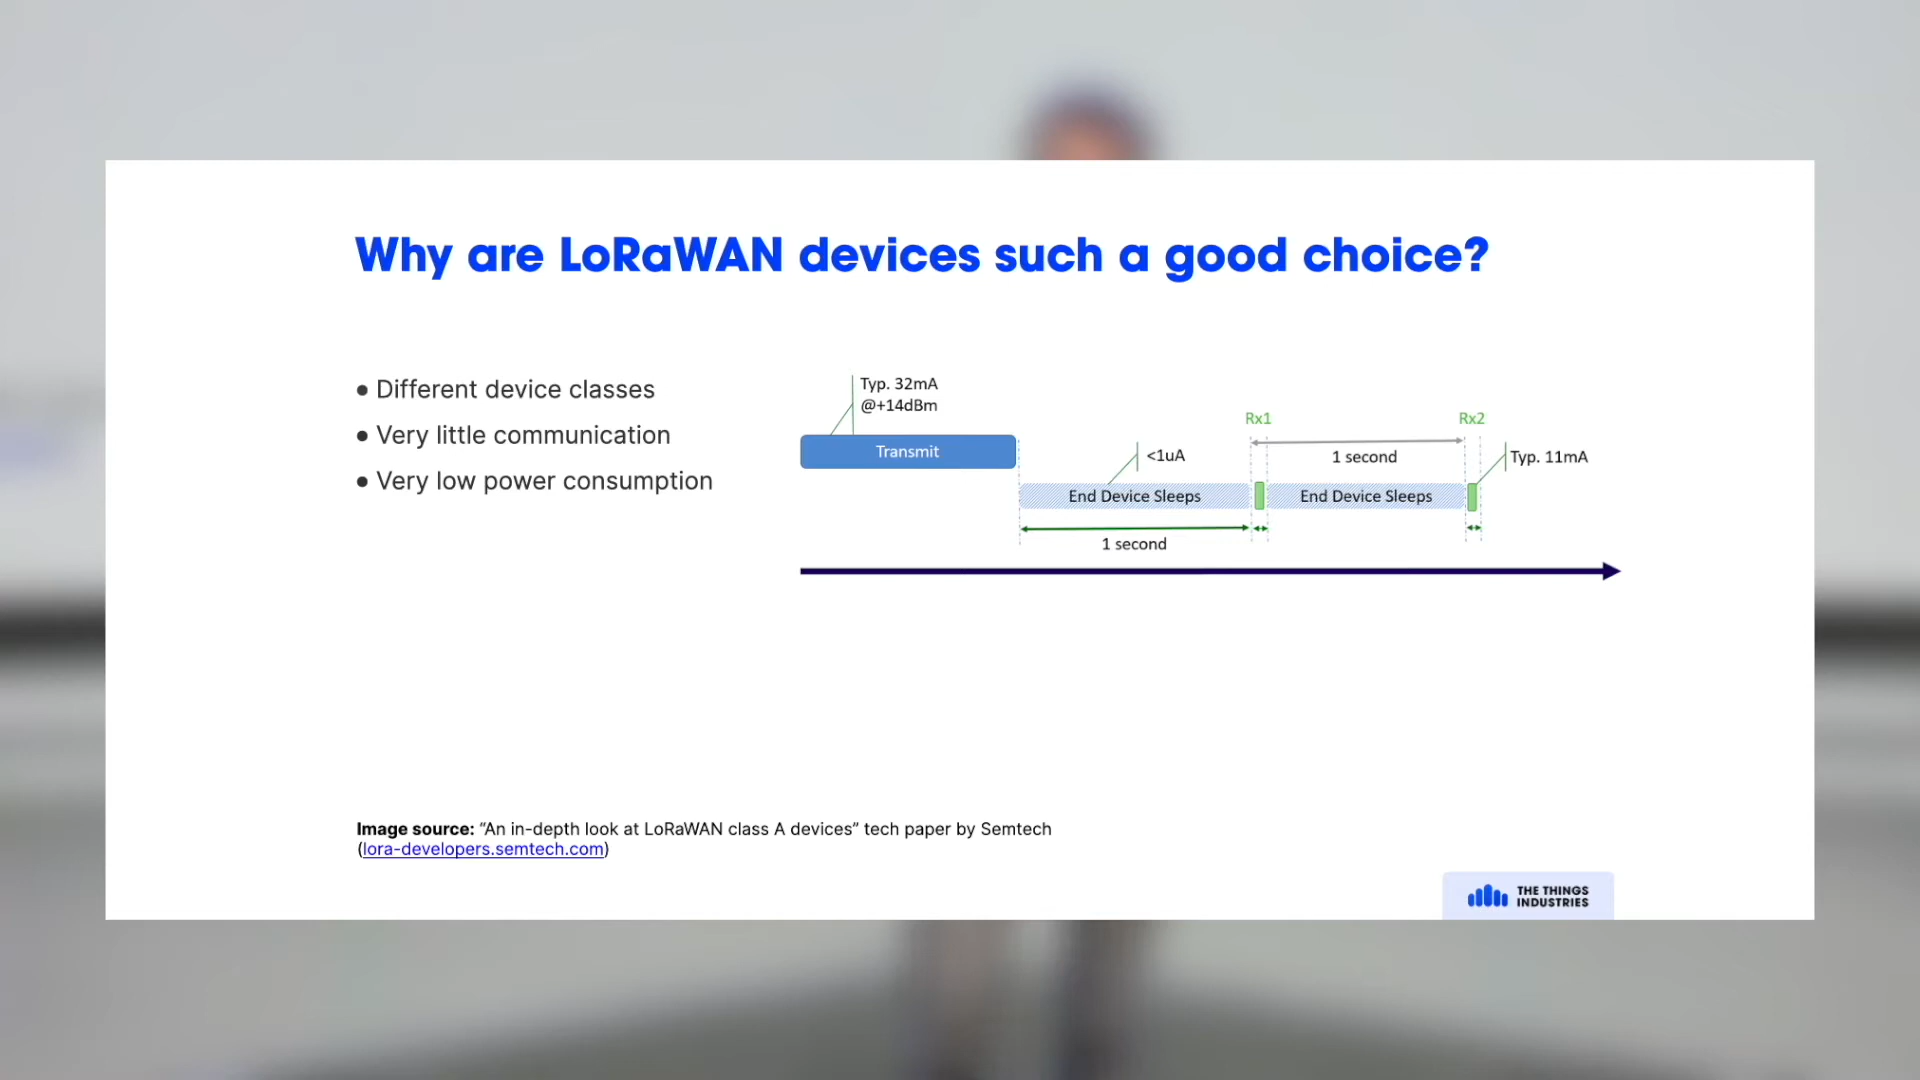 Why are LoRaWAN devices such a good choice?
● Different device classes
● Very little communication
● Very low power consumption
Typ. 32mA
@+14dBm
Transmit
<1uA
End Device Sleeps
1 second
Rx1
1 second
End Device Sleeps
Rx2
Typ. 11mA
Image source: “An in-depth look at LoRaWAN class A devices” tech paper by Semtech
(lora-developers.semtech.com)
THE THINGS
INDUSTRIES